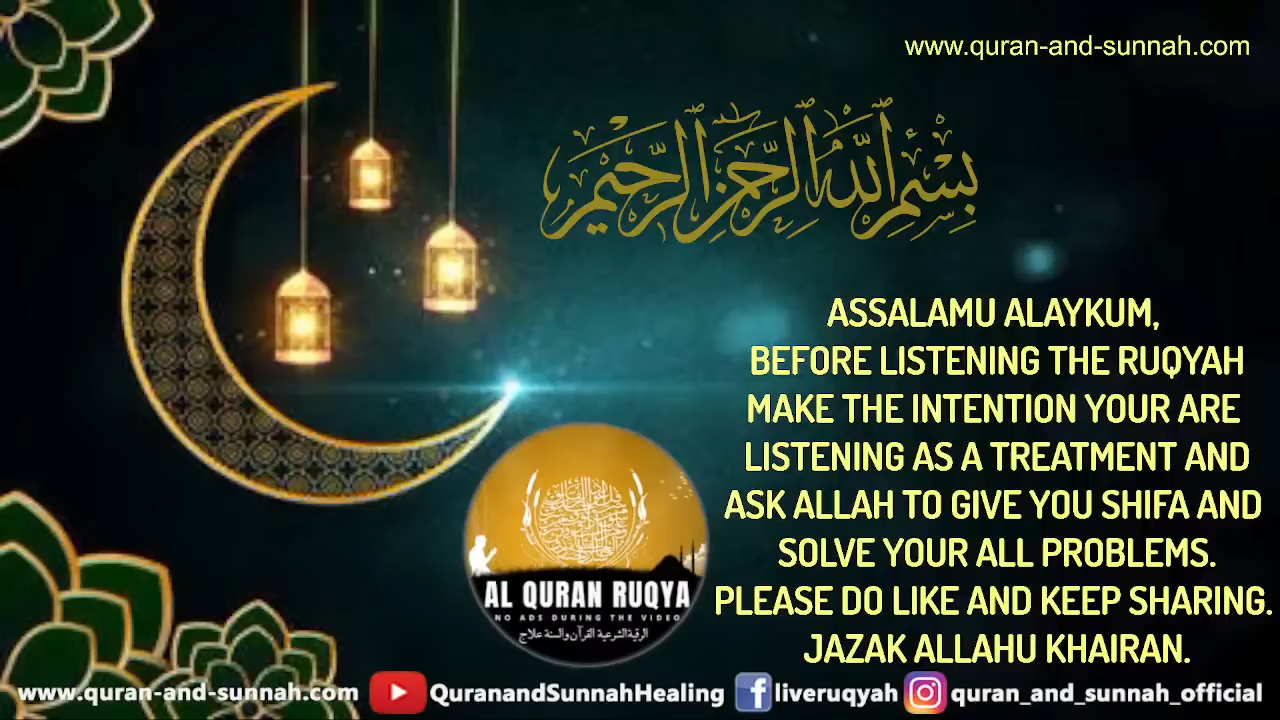 www.quran-and-sunnah.com
بِسْمِ اللَّهِ الرَّحْمَٰنِ الرَّحِيمِ
ASSALAMU ALAYKUM,
BEFORE LISTENING THE RUQYAH
MAKE THE INTENTION YOUR ARE
LISTENING AS A TREATMENT AND
ASK ALLAH TO GIVE YOU SHIFA AND
SOLVE YOUR ALL PROBLEMS.
PLEASE DO LIKE AND KEEP SHARING.
JAZAK ALLAHU KHAIRAN.
AL QURAN RUQYA
NO ADS DURING THE VIDEO
الرقية الشرعية القرآن والسنة علاج
www.quran-and-sunnah.com QuranandSunnahHealing liveruqyah quran_and_sunnah_official